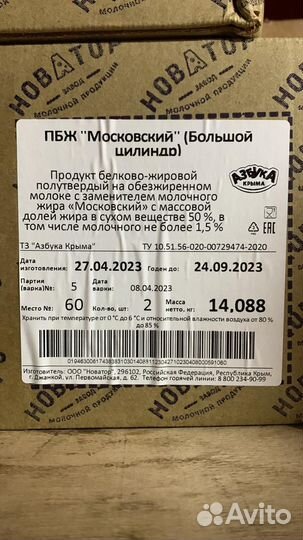 НОВАТОР
ЗАВОД
МОЛОЧНОЙ ПРОДУКЦИИ
ПБЖ "Московский" (Большой
цилиндр)
Продукт белково-жировой
полутвердый на обезжиренном
молоке с заменителем молочного
жира «Московский» с массовой
долей жира в сухом веществе 50 %, в
том числе молочного не более 1,5 %
АЗБУКА
КРЫМА
ТЗ "Азбука Крыма" ТУ 10.51.56-020-00729474-2020
Дата изготовления: 27.04.2023 Годен до: 24.09.2023
Партия (варка)№: 5 Дата варки: 08.04.2023
Место №: 60 Кол-во, шт: 2 Масса нетто, кг: 14,088
Хранить при температуре от 0 °С до 6 °С и относительной влажности воздуха от 80 %
до 85 %
Изготовитель: ООО "Новатор", 296102, Российская Федерация, Республика Крым,
г. Джанкой, ул. Первомайская, д. 62. Тел. горячей линии: 8 800 234-90-99
НОВАТОР
ЗАВОД
Avito